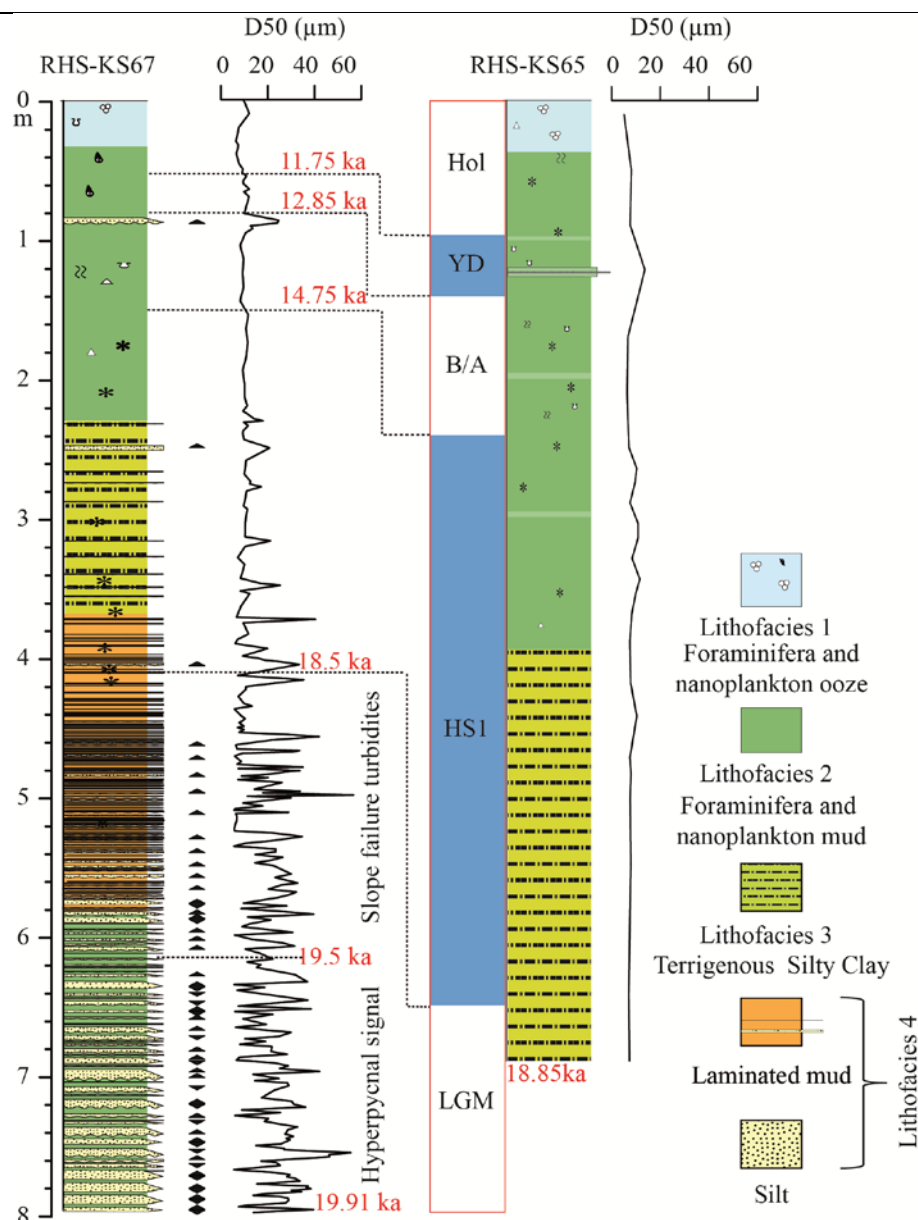 D50 (µm)
D50 (µm)
RHS-KS67
0 20 40 60
RHS-KS65
0 20 40 60
0
m
1
2
3
4
5
6
7
8
11.75 ka
12.85 ka
14.75 ka
18.5 ka
19.5 ka
19.91 ka
Slope failure turbidites
Hyperpycnal signal
Hol
YD
B/A
HS1
LGM
18.85ka
Lithofacies 1
Foraminifera and
nanoplankton ooze
Lithofacies 2
Foraminifera and
nanoplankton mud
Lithofacies 3
Terrigenous Silty Clay
Laminated mud
Silt
Lithofacies 4